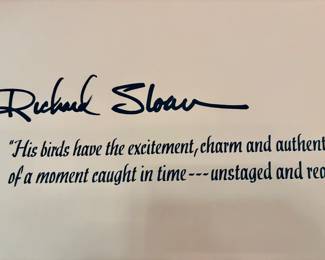 Richard Sloan
"His birds have the excitement, charm and authent
of a moment caught in time---unstaged and rea